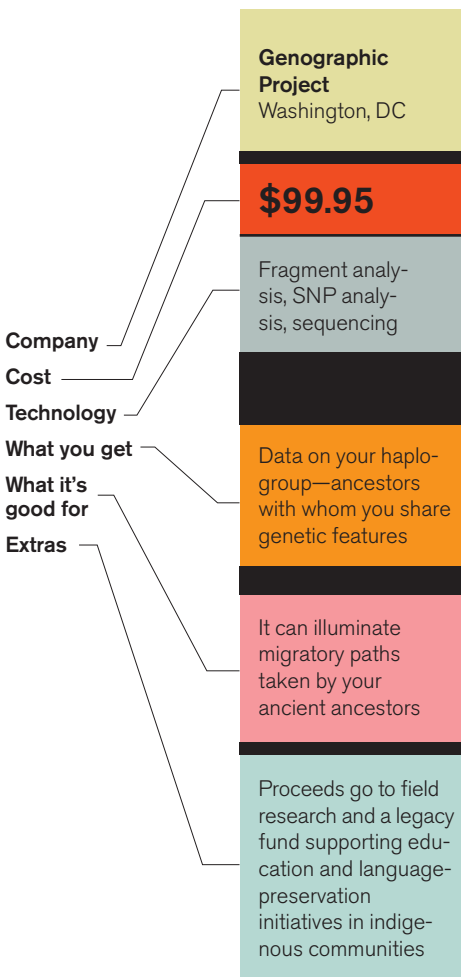 Genographic
Project
Washington, DC
$99.95
Fragment analy-
sis, SNP analy-
sis, sequencing
Company
Cost
Technology
What you get
What it's
good for
Extras
Data on your haplo-
group—ancestors
with whom you share
genetic features
It can illuminate
migratory paths
taken by your
ancient ancestors
Proceeds go to field
research and a legacy
fund supporting edu-
cation and language-
preservation
initiatives in indige-
nous communities